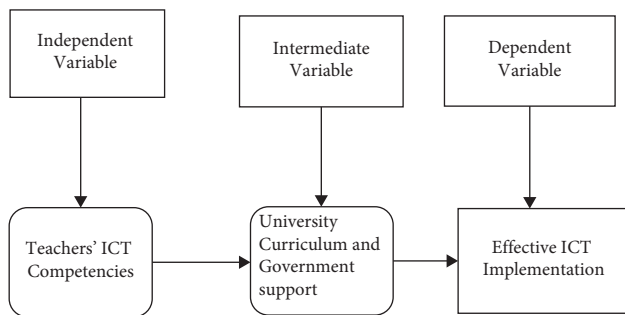 Independent
Variable
Intermediate
Variable
Dependent
Variable
Teachers' ICT
Competencies
University
Curriculum and
Government
support
Effective ICT
Implementation